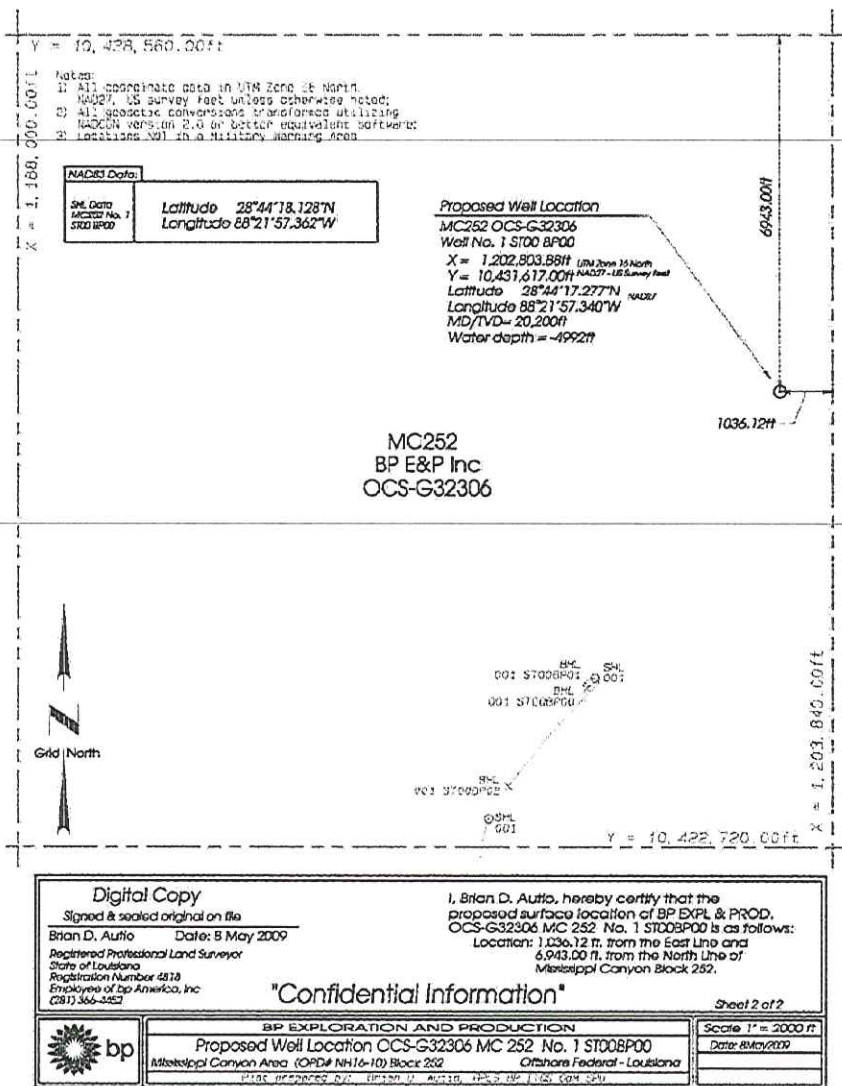 Y = 10,438,560.00ft
X = 1,188,000.00ft
Notes:
1) All coordinate data in UTM Zone 16 North,
NAD27, US survey feet unless otherwise noted;
2) All geodetic conversions transformed utilizing
NADCON version 2.0 or better equivalent software;
3) Locations NOT in a Military Warning Area
NAD83 Data:
SHL Data
MC252 No. 1
ST00 BP00
Latitude 28°44'18.128"N
Longitude 88°21'57.362"W
Proposed Well Location
MC252 OCS-G32306
Well No. 1 ST00 BP00
X = 1,202,803.88ft UTM Zone 16 North
Y = 10,431,617.00ft NAD27 - US Survey Feet
Latitude 28°44'17.277"N
Longitude 88°21'57.340"W NAD27
MD/TVD= 20,200ft
Water depth = -4992ft
6943.00ft
1036.12ft
MC252
BP E&P Inc
OCS-G32306
Grid North
BHL
001 ST00BP01
SHL
001
BHL
001 ST00BP00
BHL
001 ST00BP02
SHL
001
X = 1,203,840.00ft
Y = 10,422,720.00ft
Digital Copy
Signed & sealed original on file
Brian D. Autio Date: 8 May 2009
Registered Professional Land Surveyor
State of Louisiana
Registration Number 4818
Employee of bp America, Inc
(281) 366-4452
I, Brian D. Autio, hereby certify that the
proposed surface location of BP EXPL & PROD.
OCS-G32306 MC 252 No. 1 ST00BP00 is as follows:
Location: 1,036.12 ft. from the East Line and
6,943.00 ft. from the North Line of
Mississippi Canyon Block 252.
"Confidential Information"
Sheet 2 of 2
bp
BP EXPLORATION AND PRODUCTION
Proposed Well Location OCS-G32306 MC 252 No. 1 ST00BP00
Mississippi Canyon Area (OPD# NH16-10) Block 252 Offshore Federal - Louisiana
Plat prepared by: Brian D. Autio,
Scale 1" = 2000 ft
Date: 8May2009